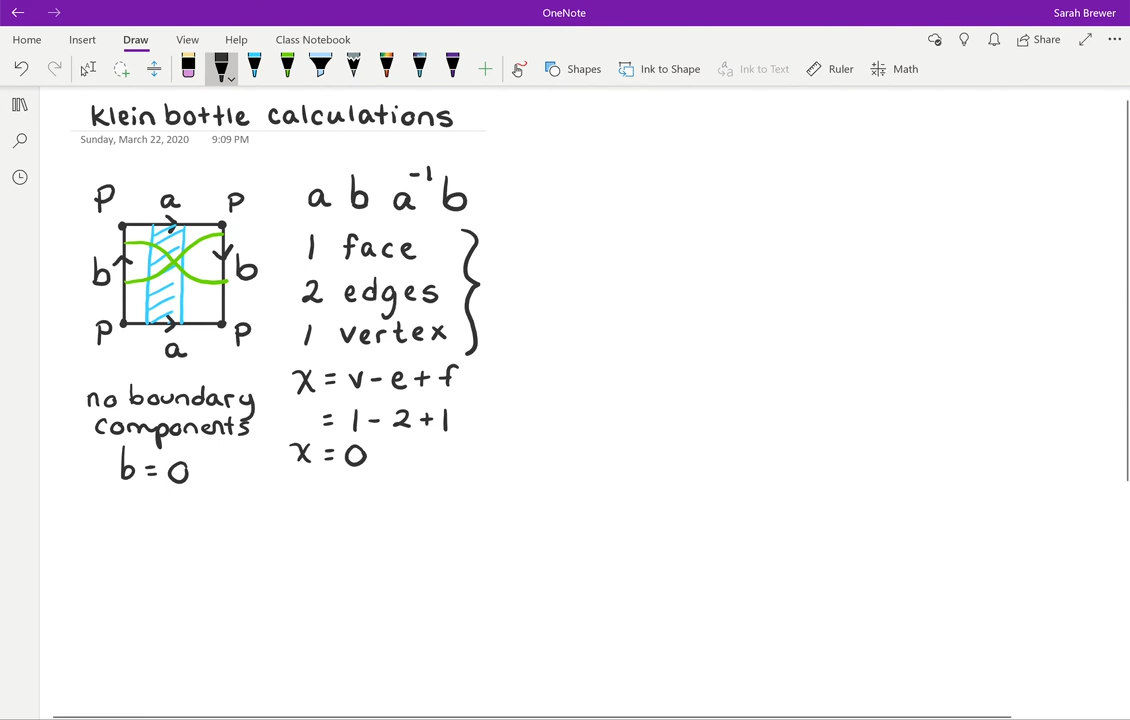 OneNote
Sarah Brewer
Home Insert Draw View Help Class Notebook
Share
Shapes Ink to Shape Ink to Text Ruler Math
Klein bottle calculations
Sunday, March 22, 2020 9:09 PM
P a P
b b
P a P
no boundary
components
b = 0
a b a⁻¹ b
1 face
2 edges
1 vertex
χ = v - e + f
= 1 - 2 + 1
χ = 0